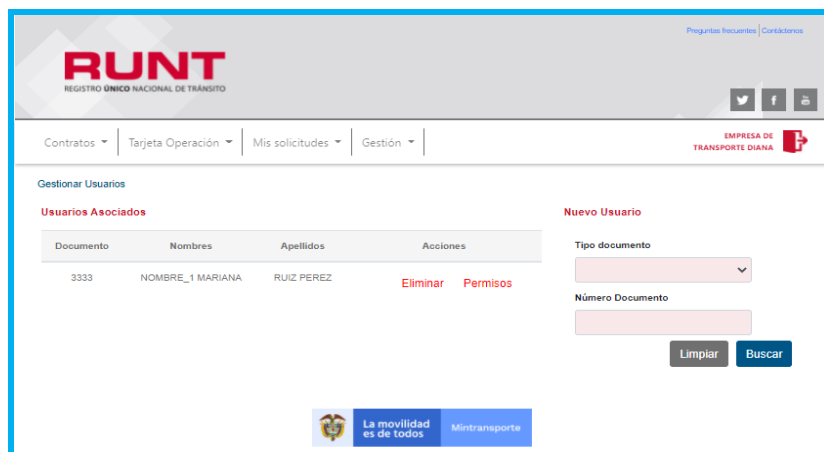 Preguntas frecuentes Contáctenos
RUNT
REGISTRO ÚNICO NACIONAL DE TRÁNSITO
Contratos Tarjeta Operación Mis solicitudes Gestión
EMPRESA DE
TRANSPORTE DIANA
Gestionar Usuarios
Usuarios Asociados
Documento Nombres Apellidos Acciones
3333 NOMBRE_1 MARIANA RUIZ PEREZ Eliminar Permisos
Nuevo Usuario
Tipo documento
Número Documento
Limpiar Buscar
La movilidad
es de todos
Mintransporte